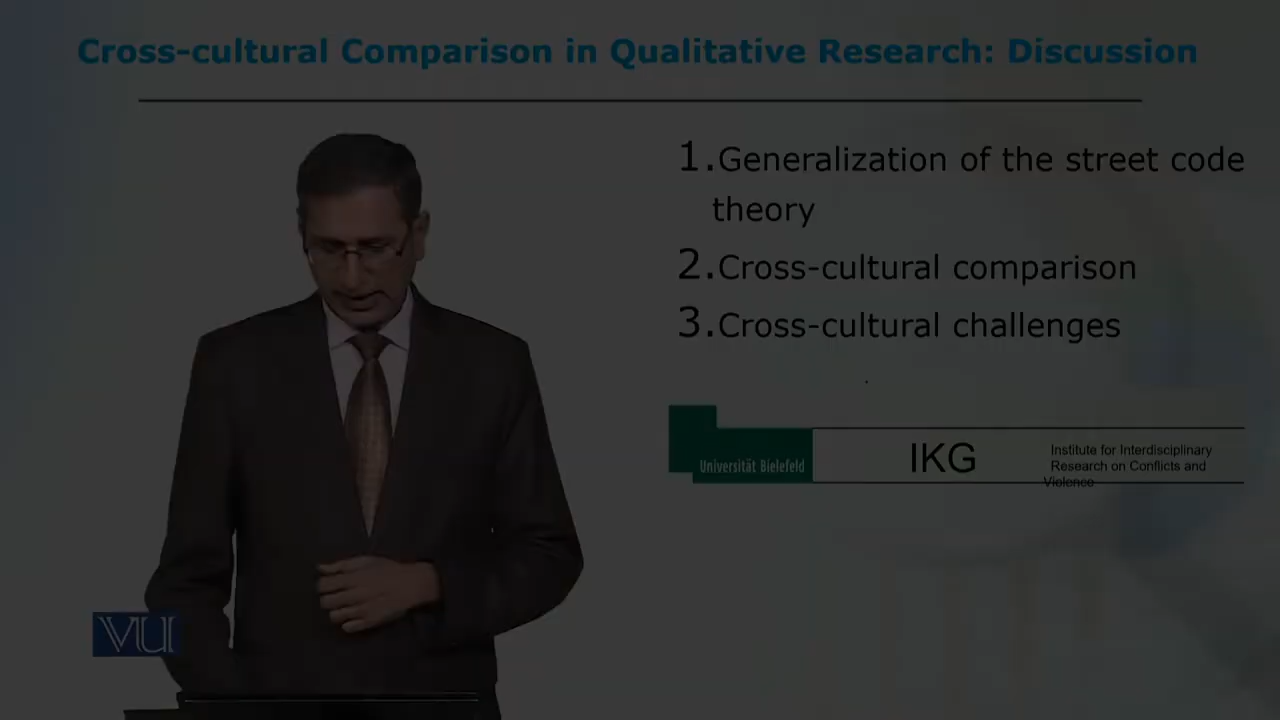 Cross-cultural Comparison in Qualitative Research: Discussion
1.Generalization of the street code
theory
2.Cross-cultural comparison
3.Cross-cultural challenges
Universität Bielefeld
IKG
Institute for Interdisciplinary
Research on Conflicts and
Violence
VU